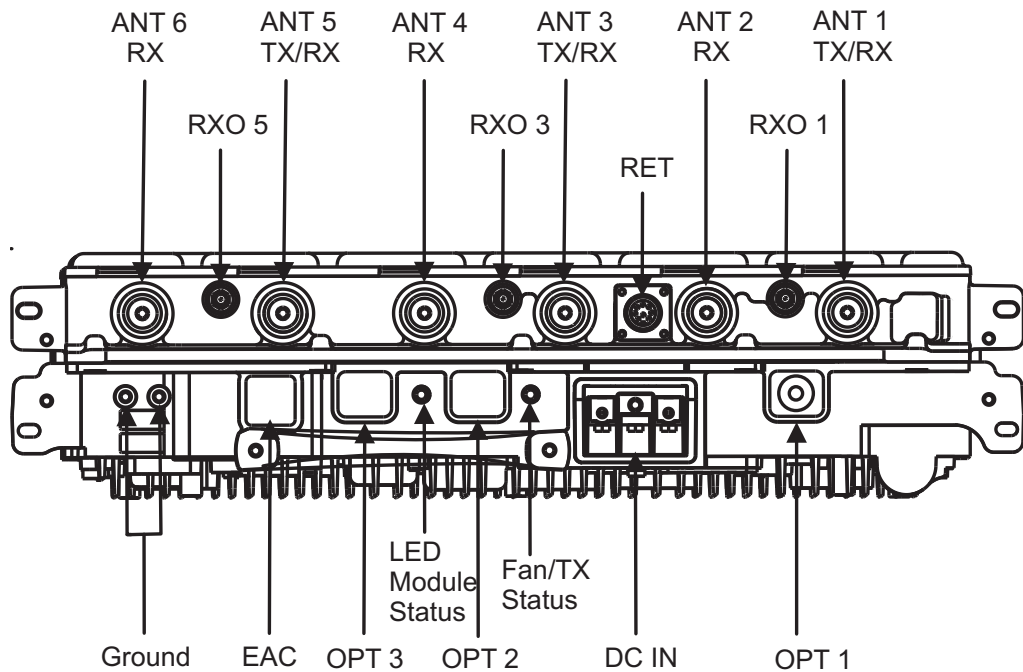 ANT 6
RX
ANT 5
TX/RX
ANT 4
RX
ANT 3
TX/RX
ANT 2
RX
ANT 1
TX/RX
RXO 5
RXO 3
RXO 1
RET
LED
Module
Status
Fan/TX
Status
Ground
EAC
OPT 3
OPT 2
DC IN
OPT 1